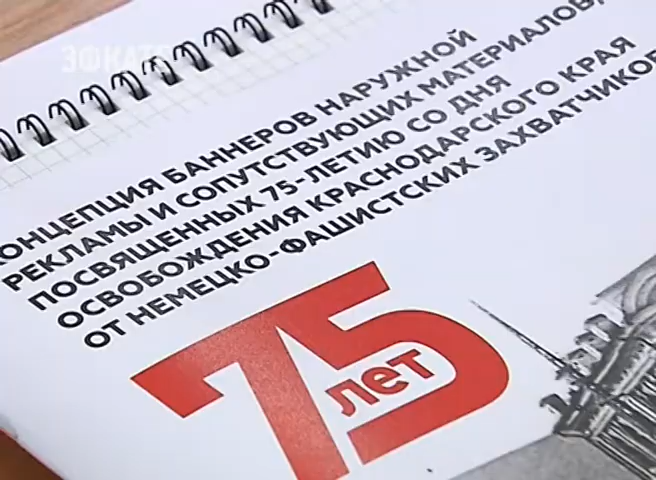 ЭФКАТЕ
КОНЦЕПЦИЯ БАННЕРОВ НАРУЖНОЙ
РЕКЛАМЫ И СОПУТСТВУЮЩИХ МАТЕРИАЛОВ,
ПОСВЯЩЕННЫХ 75-ЛЕТИЮ СО ДНЯ
ОСВОБОЖДЕНИЯ КРАСНОДАРСКОГО КРАЯ
ОТ НЕМЕЦКО-ФАШИСТСКИХ ЗАХВАТЧИКОВ
75
лет